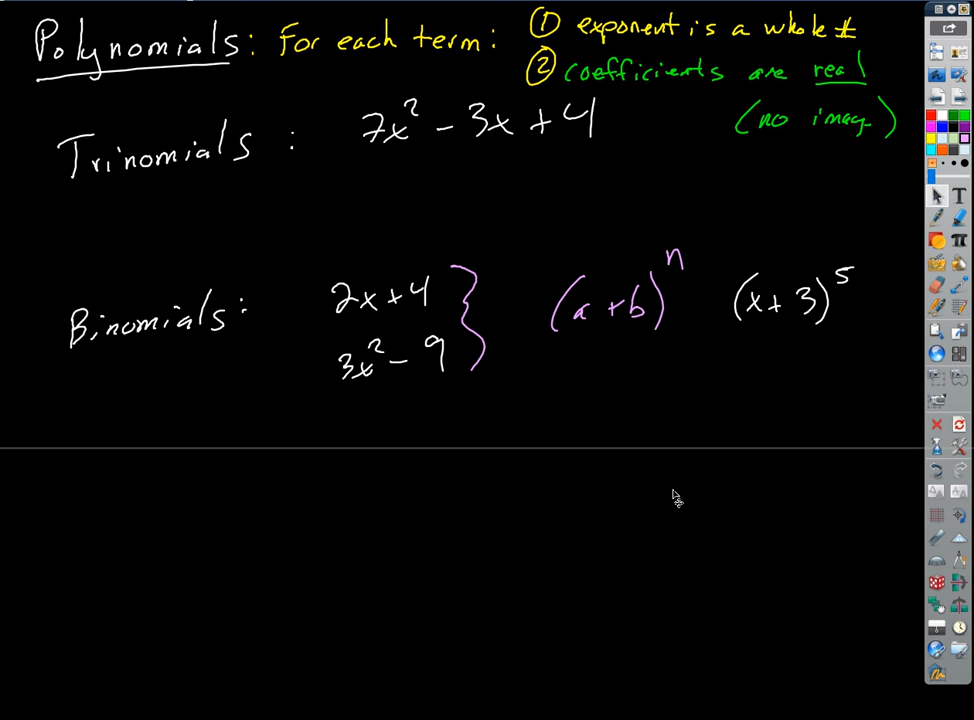 Polynomials: For each term: ① exponent is a whole #
② coefficients are real
(no imag.)
Trinomials: 7x² - 3x + 4
Binomials: 2x+4 (a+b)ⁿ (x+3)⁵
3x² - 9